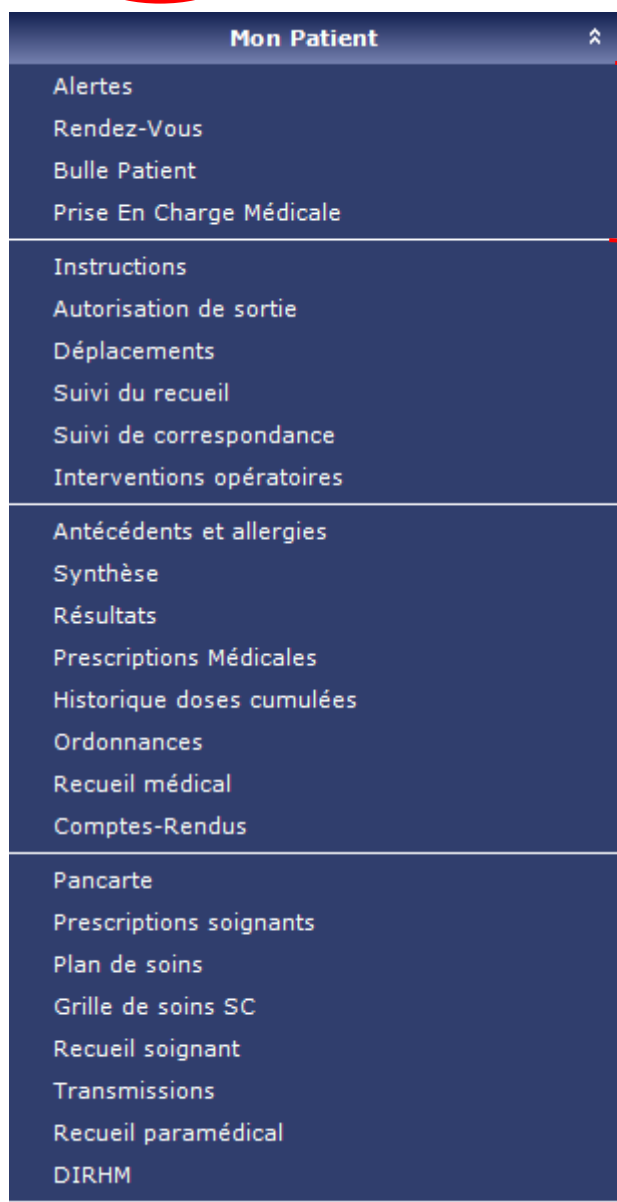 Mon Patient
Alertes
Rendez-Vous
Bulle Patient
Prise En Charge Médicale
Instructions
Autorisation de sortie
Déplacements
Suivi du recueil
Suivi de correspondance
Interventions opératoires
Antécédents et allergies
Synthèse
Résultats
Prescriptions Médicales
Historique doses cumulées
Ordonnances
Recueil médical
Comptes-Rendus
Pancarte
Prescriptions soignants
Plan de soins
Grille de soins SC
Recueil soignant
Transmissions
Recueil paramédical
DIRHM